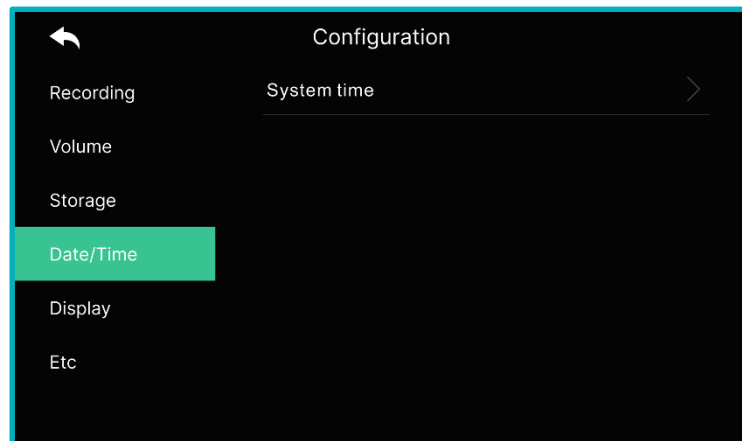 Configuration
Recording
System time
Volume
Storage
Date/Time
Display
Etc